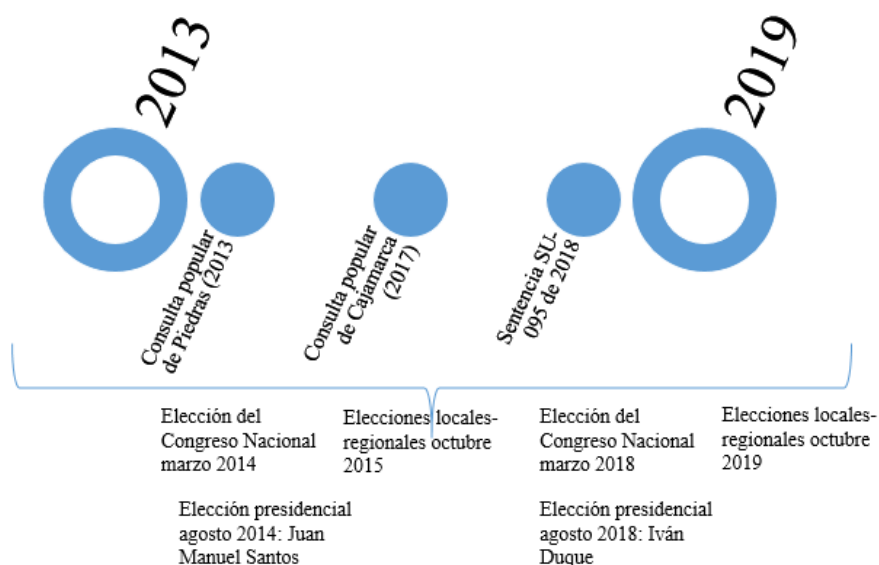 2013
2019
Consulta popular
de Piedras (2013
Consulta popular
de Cajamarca
(2017)
Sentencia SU-
095 de 2018
Elección del
Congreso Nacional
marzo 2014
Elecciones locales-
regionales octubre
2015
Elección del
Congreso Nacional
marzo 2018
Elecciones locales-
regionales octubre
2019
Elección presidencial
agosto 2014: Juan
Manuel Santos
Elección presidencial
agosto 2018: Iván
Duque